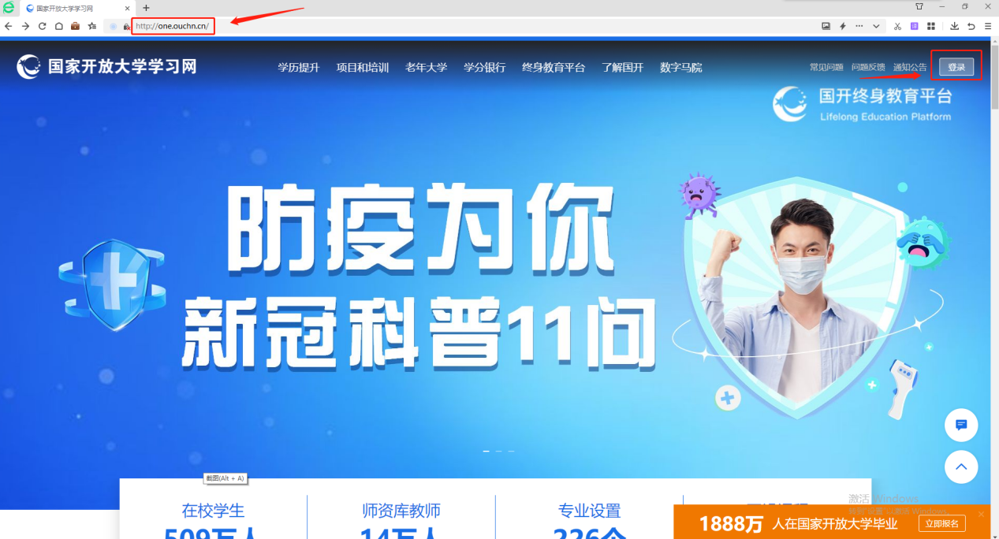 国家开放大学学习网
http://one.ouchn.cn/
国家开放大学学习网
学历提升 项目和培训 老年大学 学分银行 终身教育平台 了解国开 数字马院
常见问题 问题反馈 通知公告 登录
国开终身教育平台
Lifelong Education Platform
防疫为你
新冠科普11问
截图(Alt + A)
在校学生 师资库教师 专业设置
509万人 14万人 226个
激活 Windows
转到"设置"以激活 Windows。
1888万 人在国家开放大学毕业 立即报名